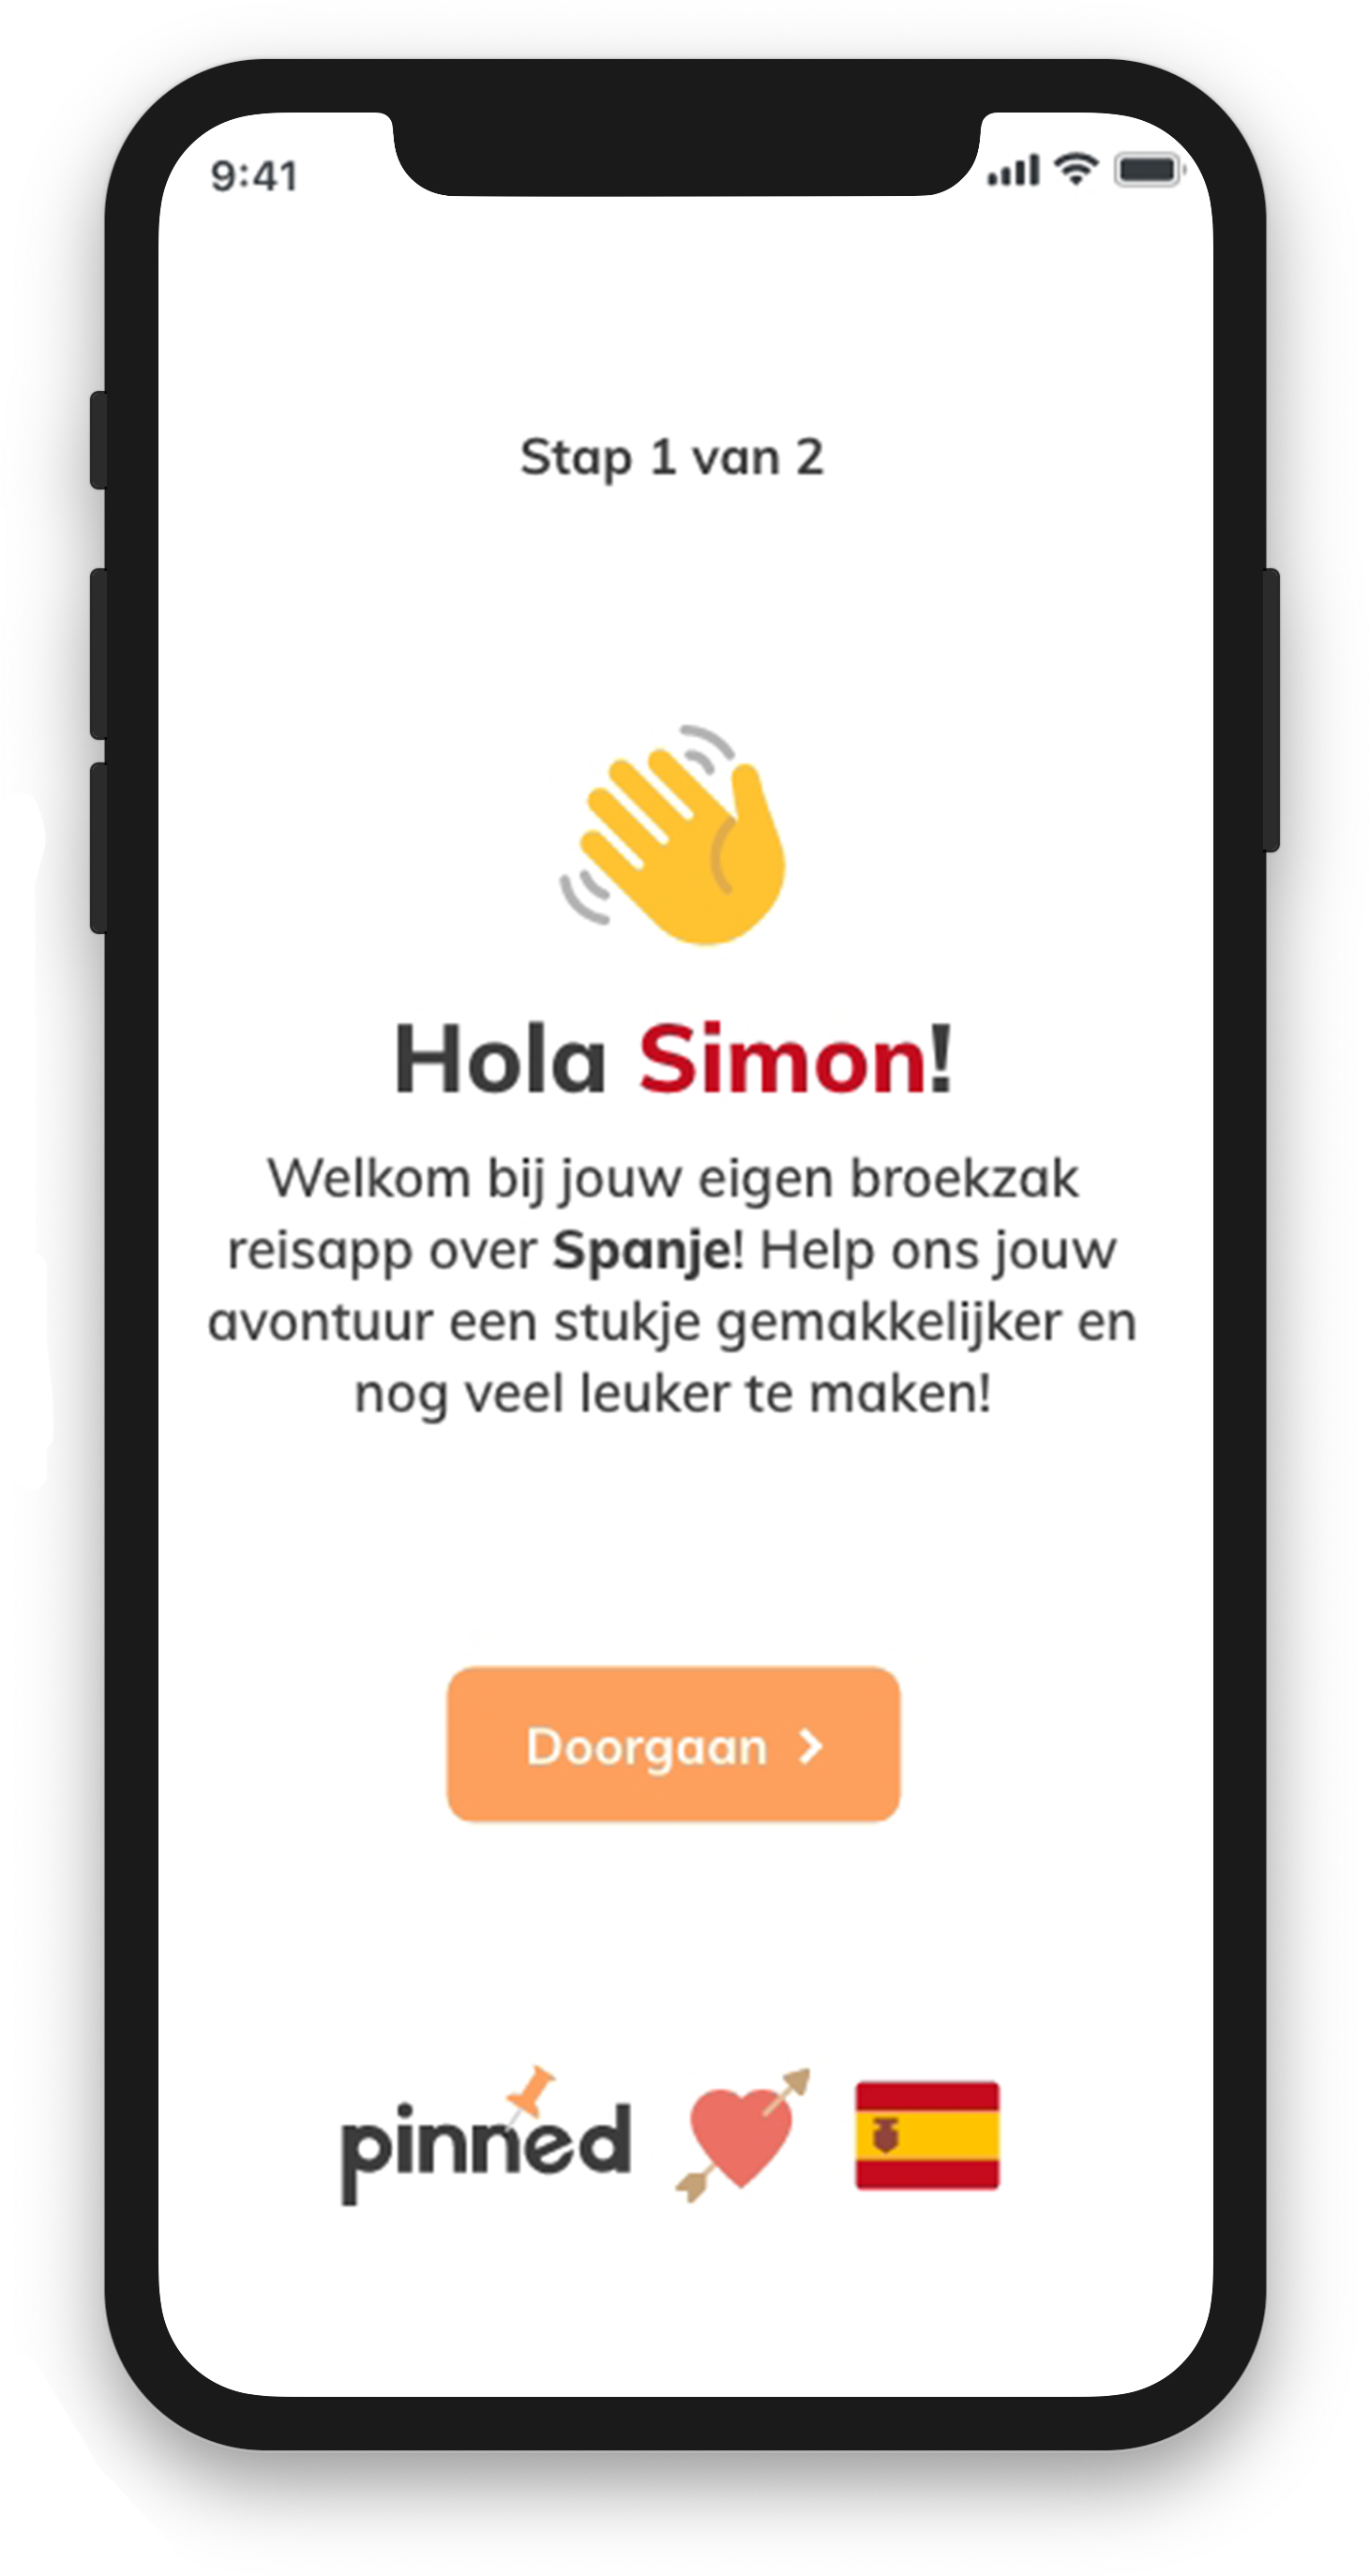 9:41
Stap 1 van 2
Hola Simon!
Welkom bij jouw eigen broekzak
reisapp over Spanje! Help ons jouw
avontuur een stukje gemakkelijker en
nog veel leuker te maken!
Doorgaan
pinned